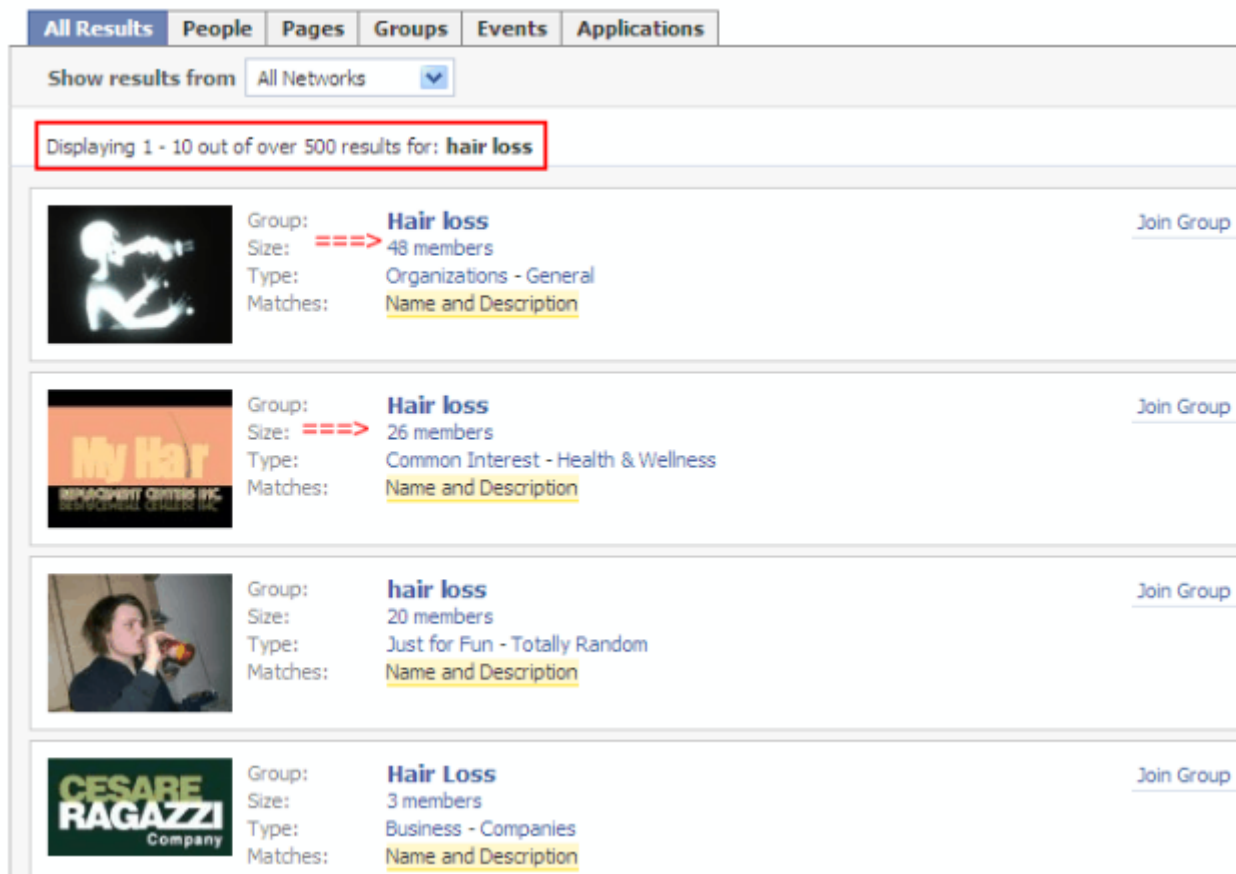 All Results People Pages Groups Events Applications
Show results from All Networks
Displaying 1 - 10 out of over 500 results for: hair loss
Group: Hair loss Join Group
Size: ===> 48 members
Type: Organizations - General
Matches: Name and Description
My Hair
REPLACEMENT CENTERS INC.
Group: Hair loss Join Group
Size: ===> 26 members
Type: Common Interest - Health & Wellness
Matches: Name and Description
Group: hair loss Join Group
Size: 20 members
Type: Just for Fun - Totally Random
Matches: Name and Description
CESARE
RAGAZZI
Company
Group: Hair Loss Join Group
Size: 3 members
Type: Business - Companies
Matches: Name and Description